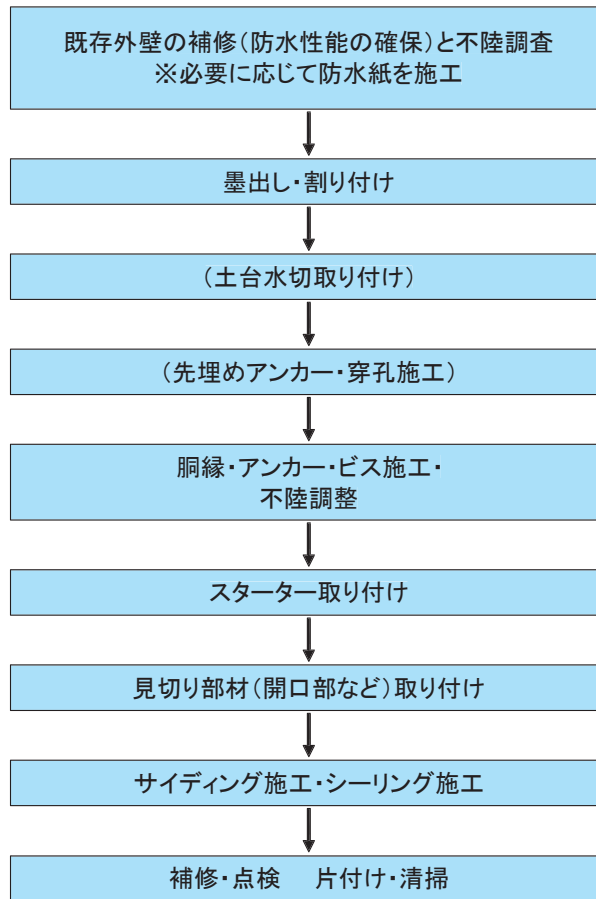 既存外壁の補修（防水性能の確保）と不陸調査
※必要に応じて防水紙を施工
墨出し・割り付け
（土台水切取り付け）
（先埋めアンカー・穿孔施工）
胴縁・アンカー・ビス施工・
不陸調整
スターター取り付け
見切り部材（開口部など）取り付け
サイディング施工・シーリング施工
補修・点検　片付け・清掃